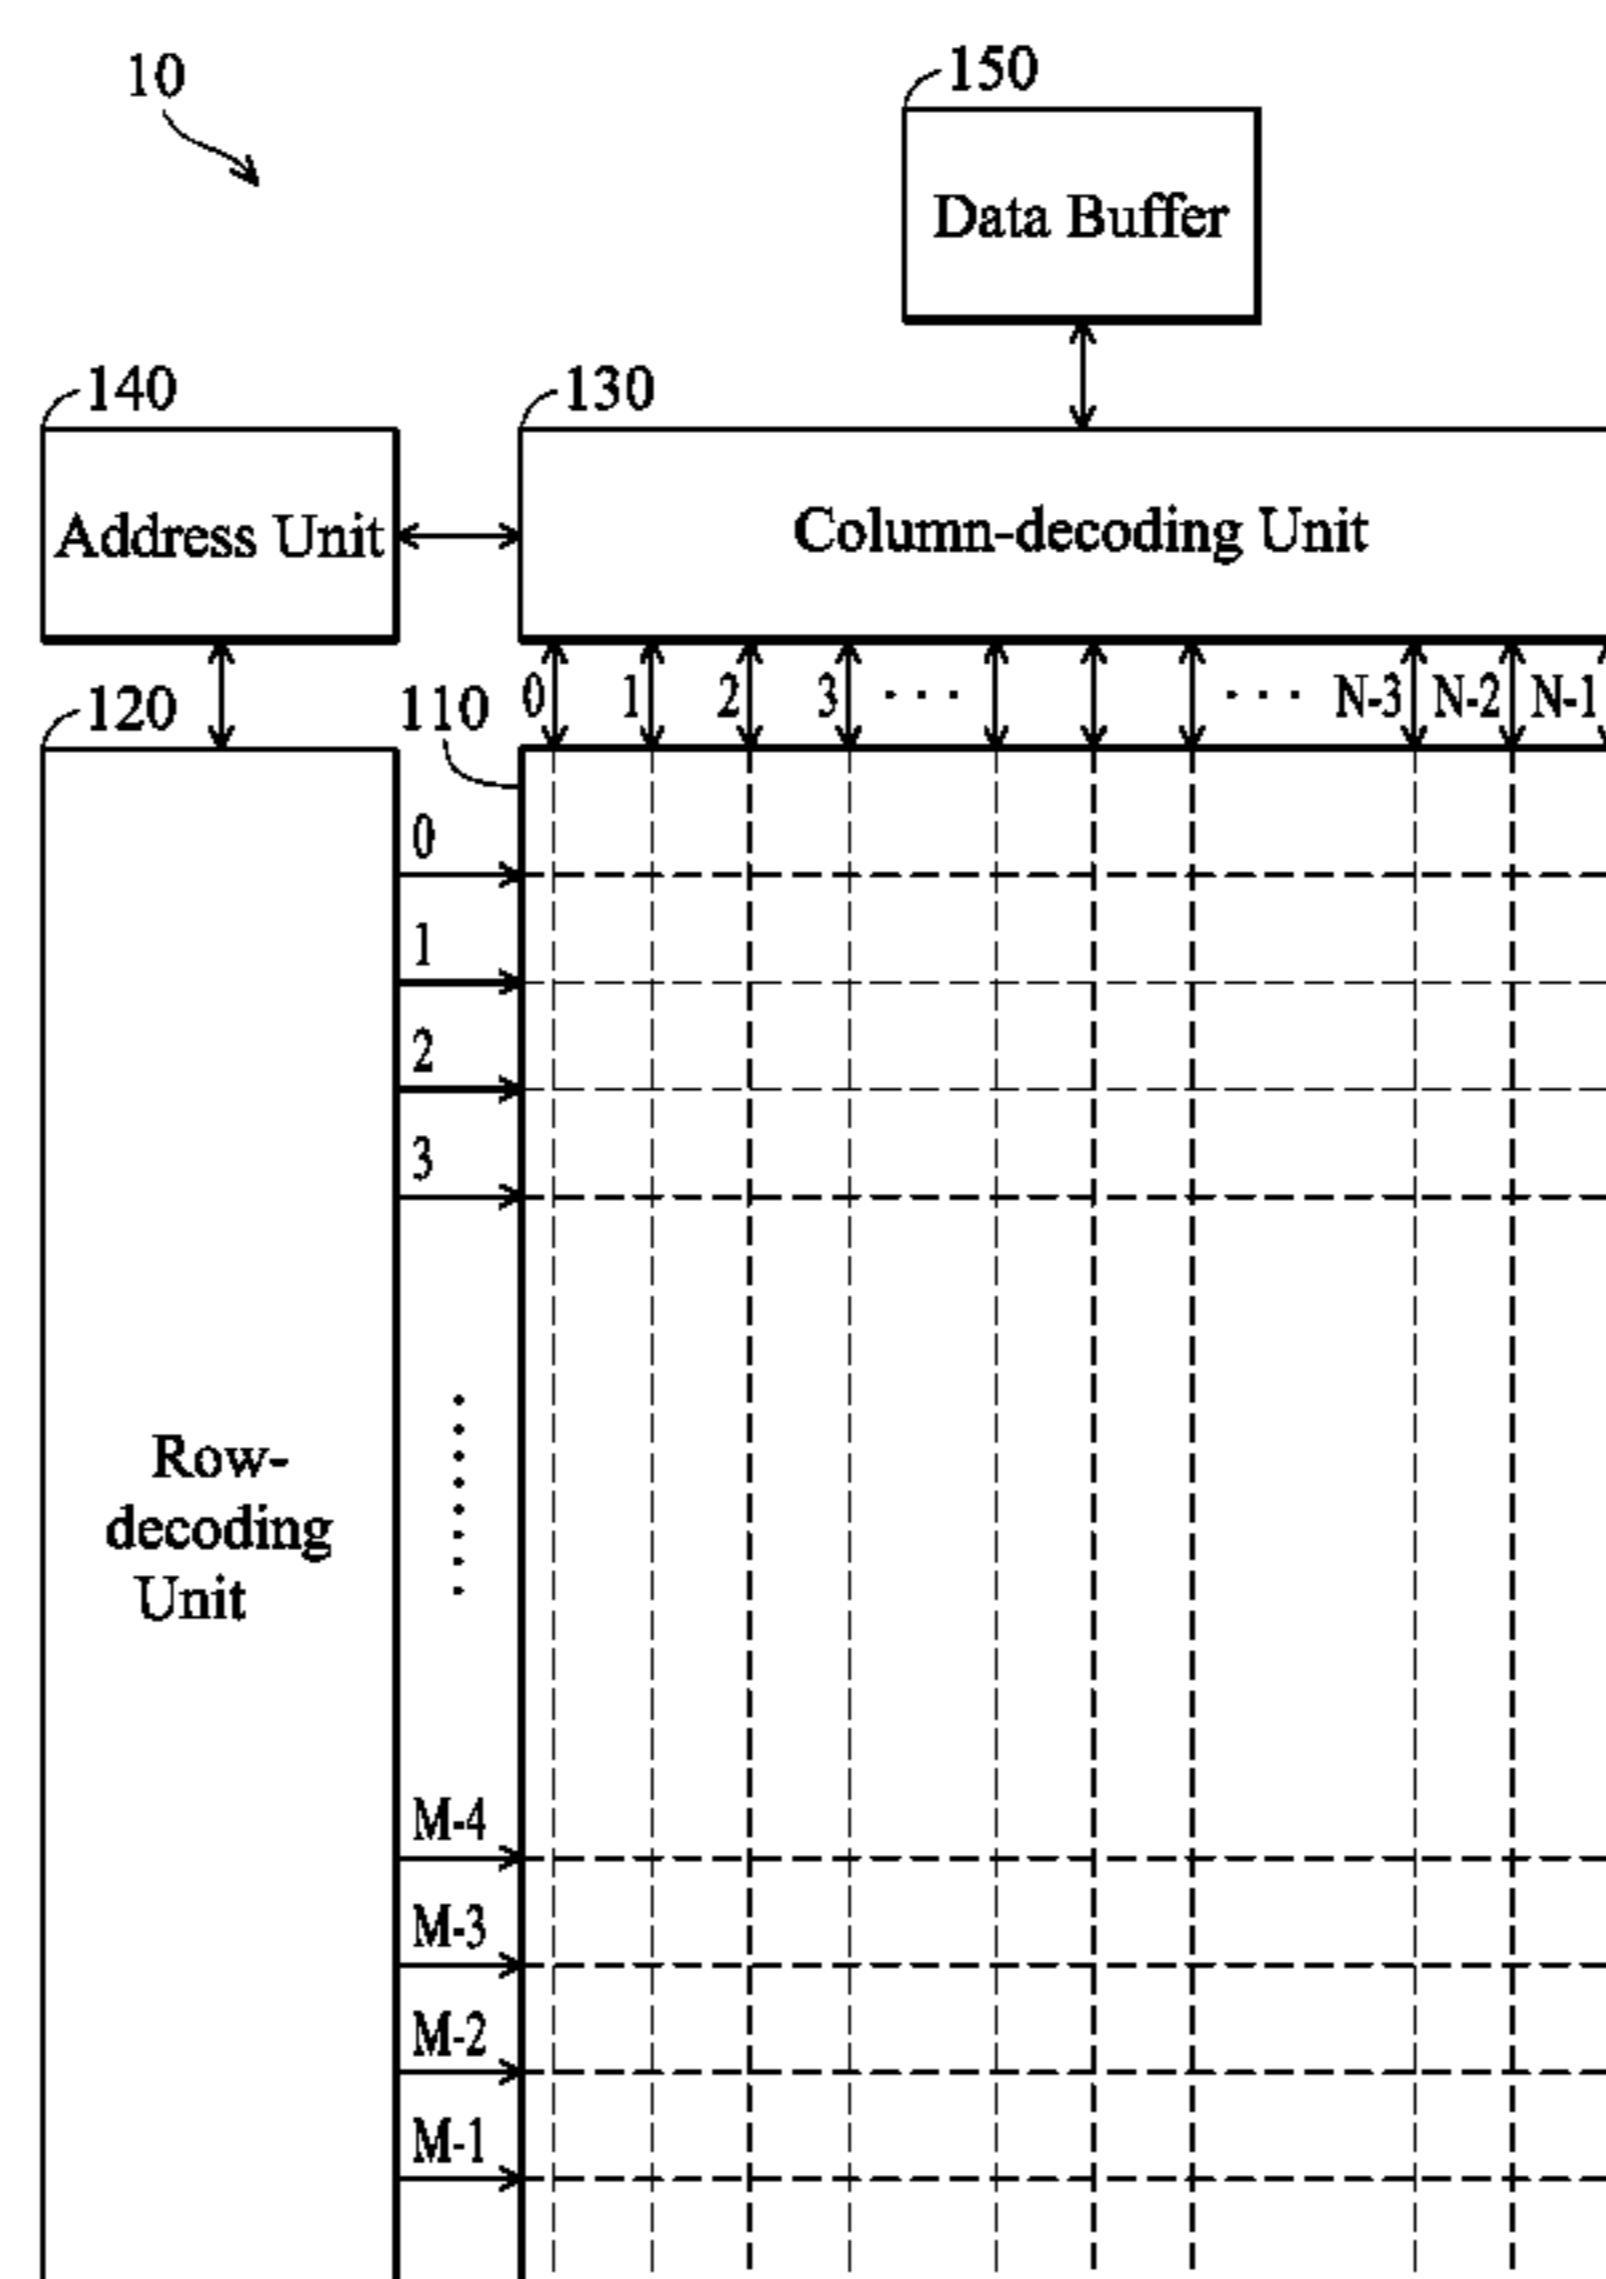 10
150
Data Buffer
140
130
Address Unit
Column-decoding Unit
120
110
0 1 2 3 ··· ··· N-3 N-2 N-1
0
1
2
3
Row-
decoding
Unit
M-4
M-3
M-2
M-1